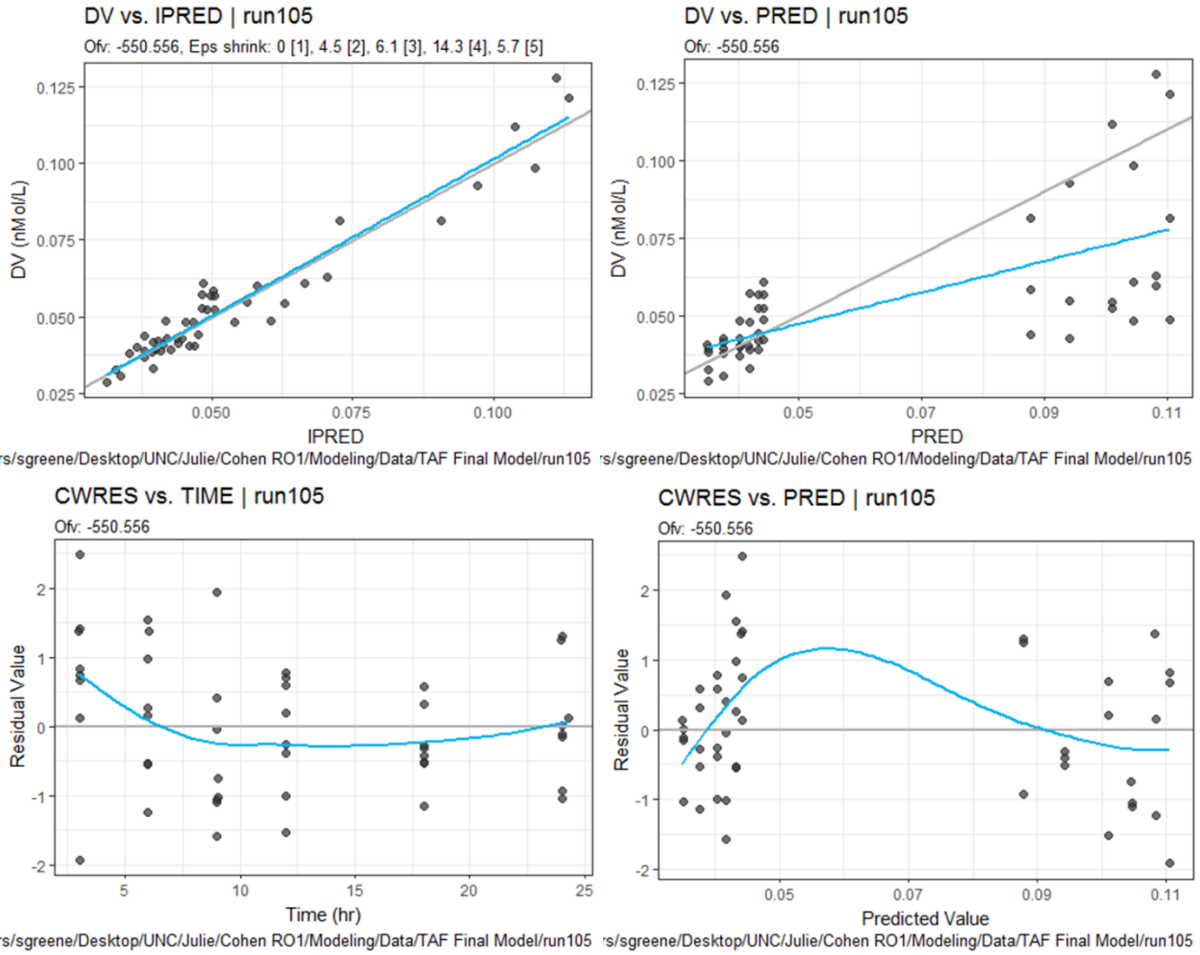 DV vs. IPRED | run105
Ofv: -550.556, Eps shrink: 0 [1], 4.5 [2], 6.1 [3], 14.3 [4], 5.7 [5]
0.125
0.100
0.075
0.050
0.025
DV (nMol/L)
0.050 0.075 0.100
IPRED
rs/sgreene/Desktop/UNC/Julie/Cohen RO1/Modeling/Data/TAF Final Model/run105
DV vs. PRED | run105
Ofv: -550.556
0.125
0.100
0.075
0.050
0.025
DV (nMol/L)
0.05 0.07 0.09 0.11
PRED
rs/sgreene/Desktop/UNC/Julie/Cohen RO1/Modeling/Data/TAF Final Model/run105
CWRES vs. TIME | run105
Ofv: -550.556
2
1
0
-1
-2
Residual Value
5 10 15 20 25
Time (hr)
rs/sgreene/Desktop/UNC/Julie/Cohen RO1/Modeling/Data/TAF Final Model/run105
CWRES vs. PRED | run105
Ofv: -550.556
2
1
0
-1
-2
Residual Value
0.05 0.07 0.09 0.11
Predicted Value
rs/sgreene/Desktop/UNC/Julie/Cohen RO1/Modeling/Data/TAF Final Model/run105